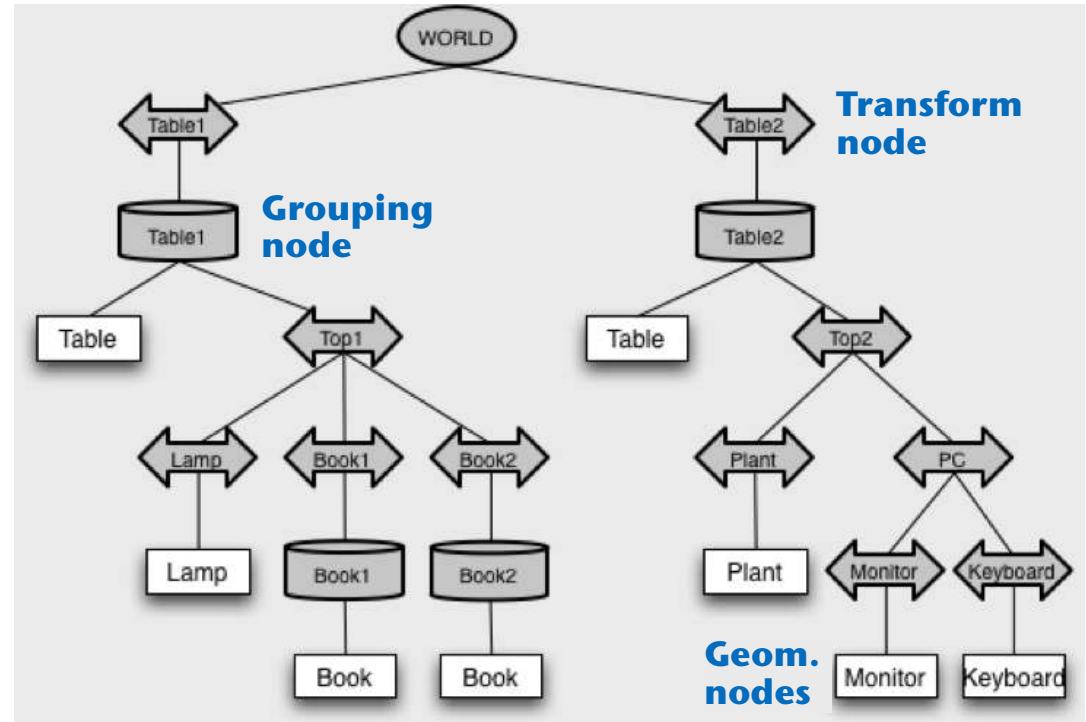 WORLD
Table1
Table2
Transform
node
Grouping
node
Table1
Table2
Table
Top1
Table
Top2
Lamp
Book1
Book2
Plant
PC
Lamp
Book1
Book2
Plant
Monitor
Keyboard
Geom.
nodes
Book
Book
Monitor
Keyboard